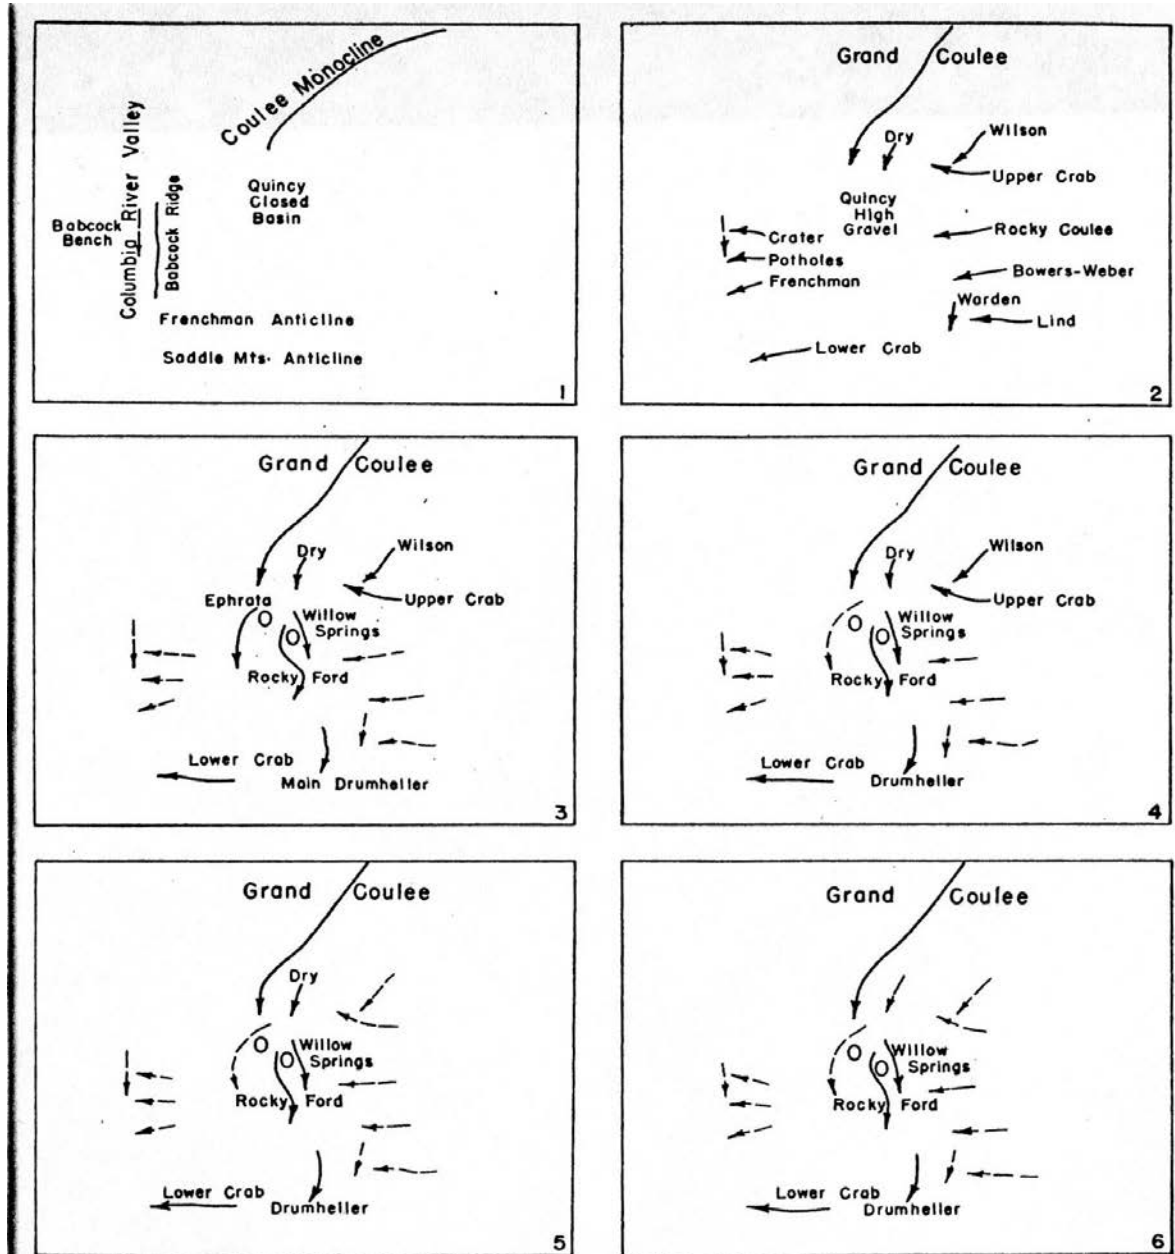 Coulee Monocline
Columbia River Valley
Babcock
Bench
Babcock Ridge
Quincy
Closed
Basin
Frenchman Anticline
Saddle Mts. Anticline
1
Grand Coulee
Dry
Wilson
Upper Crab
Quincy
High
Gravel
Crater
Potholes
Frenchman
Rocky Coulee
Bowers-Weber
Warden
Lind
Lower Crab
2
Grand Coulee
Dry
Wilson
Upper Crab
Ephrata
Willow
Springs
Rocky Ford
Lower Crab
Main Drumheller
3
Grand Coulee
Dry
Wilson
Upper Crab
Willow
Springs
Rocky Ford
Lower Crab
Drumheller
4
Grand Coulee
Dry
Willow
Springs
Rocky Ford
Lower Crab
Drumheller
5
Grand Coulee
Willow
Springs
Rocky Ford
Lower Crab
Drumheller
6